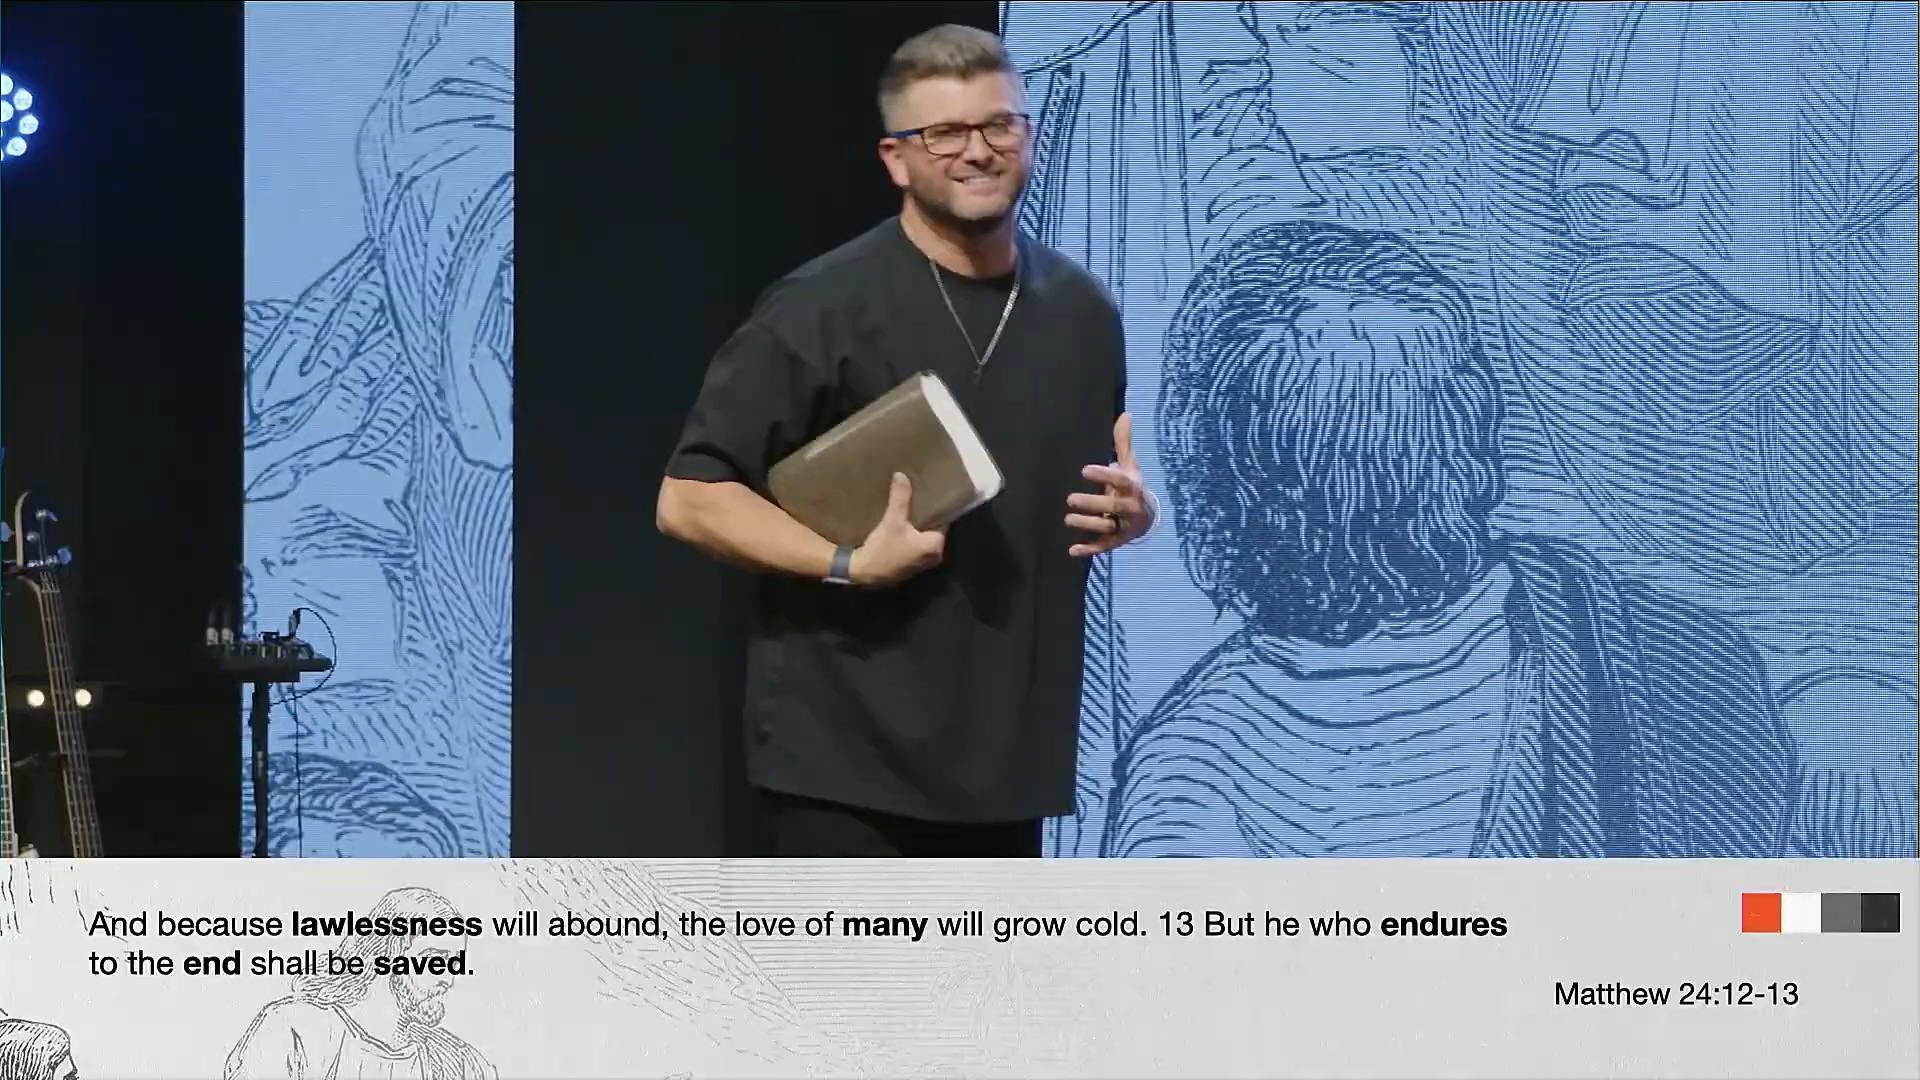 And because lawlessness will abound, the love of many will grow cold. 13 But he who endures
to the end shall be saved.
Matthew 24:12-13